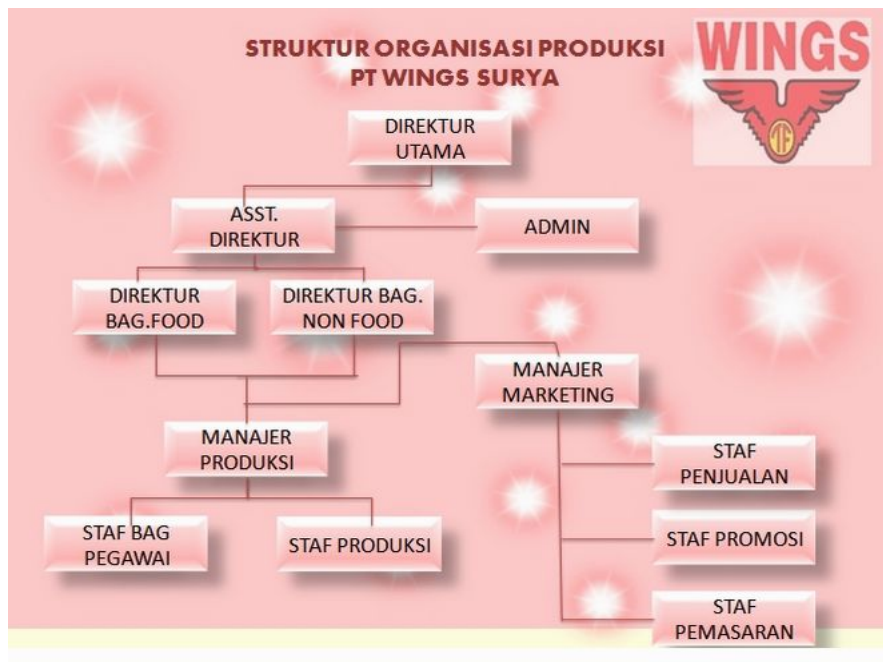 STRUKTUR ORGANISASI PRODUKSI
PT WINGS SURYA
WINGS
DIREKTUR
UTAMA
ASST.
DIREKTUR
ADMIN
DIREKTUR
BAG.FOOD
DIREKTUR BAG.
NON FOOD
MANAJER
MARKETING
MANAJER
PRODUKSI
STAF
PENJUALAN
STAF BAG
PEGAWAI
STAF PRODUKSI
STAF PROMOSI
STAF
PEMASARAN